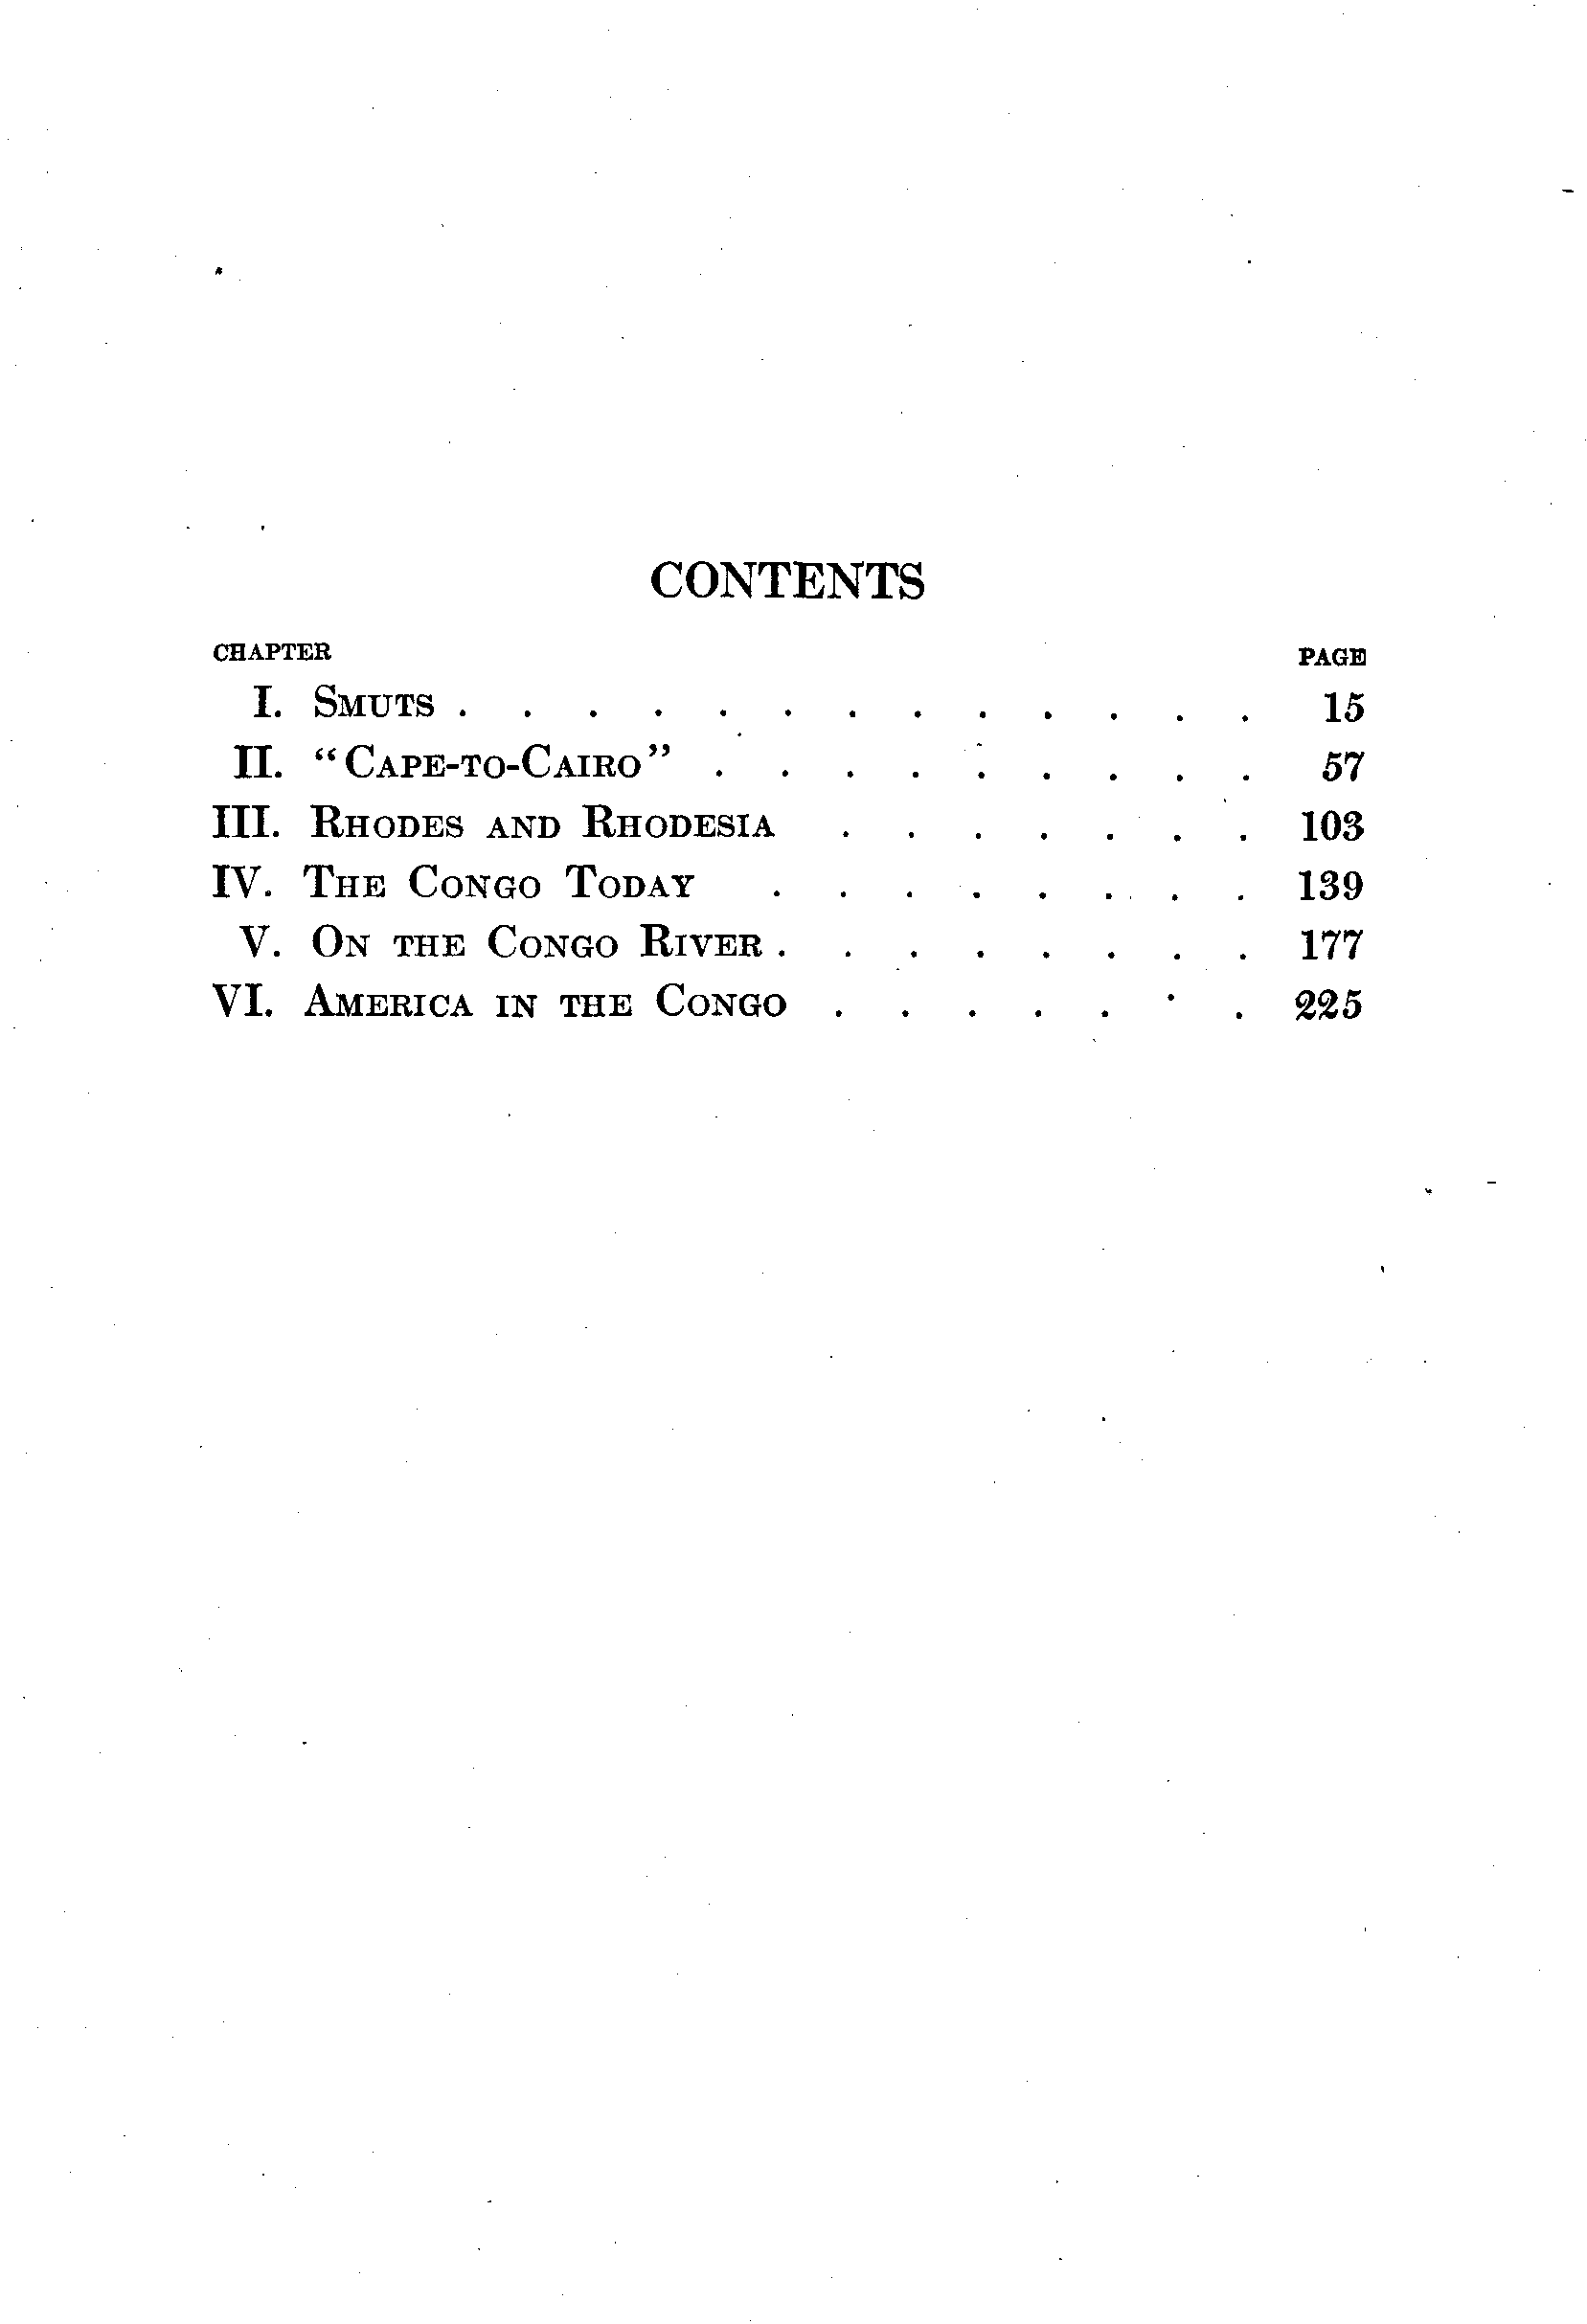 CONTENTS
CHAPTER PAGE
I. SMUTS . . . . . . . . . . . . . 15
II. “CAPE-TO-CAIRO” . . . . . . . . . 57
III. RHODES AND RHODESIA . . . . . . . 103
IV. THE CONGO TODAY . . . . . . . . 139
V. ON THE CONGO RIVER . . . . . . . . 177
VI. AMERICA IN THE CONGO . . . . . . . 225